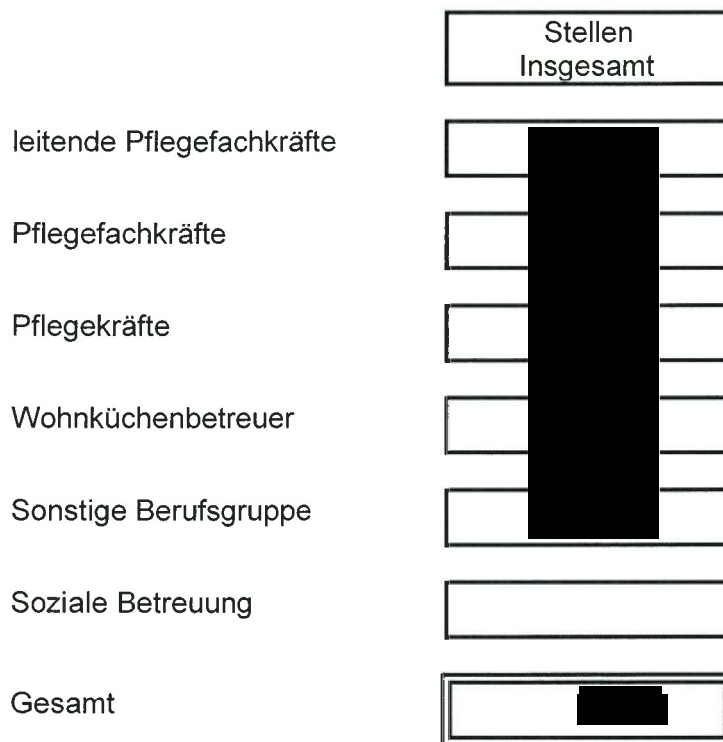 Stellen
Insgesamt
leitende Pflegefachkräfte
Pflegefachkräfte
Pflegekräfte
Wohnküchenbetreuer
Sonstige Berufsgruppe
Soziale Betreuung
Gesamt